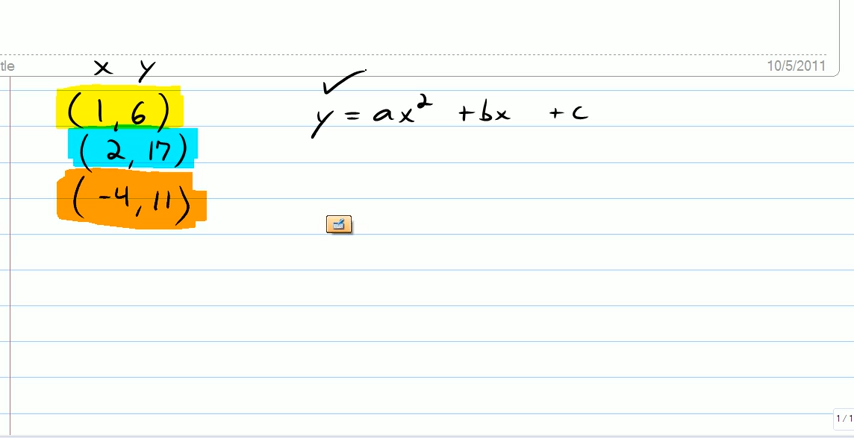 tle
10/5/2011
x y
(1, 6)
y = ax² + bx + c
(2, 17)
(-4, 11)
1 / 1